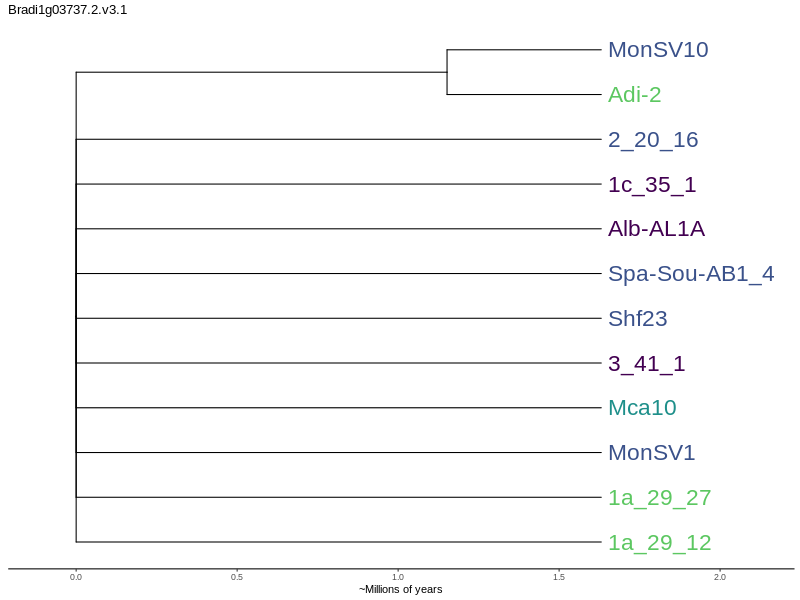 Bradi1g03737.2.v3.1
MonSV10
Adi-2
2_20_16
1c_35_1
Alb-AL1A
Spa-Sou-AB1_4
Shf23
3_41_1
Mca10
MonSV1
1a_29_27
1a_29_12
0.0 0.5 1.0 1.5 2.0
~Millions of years